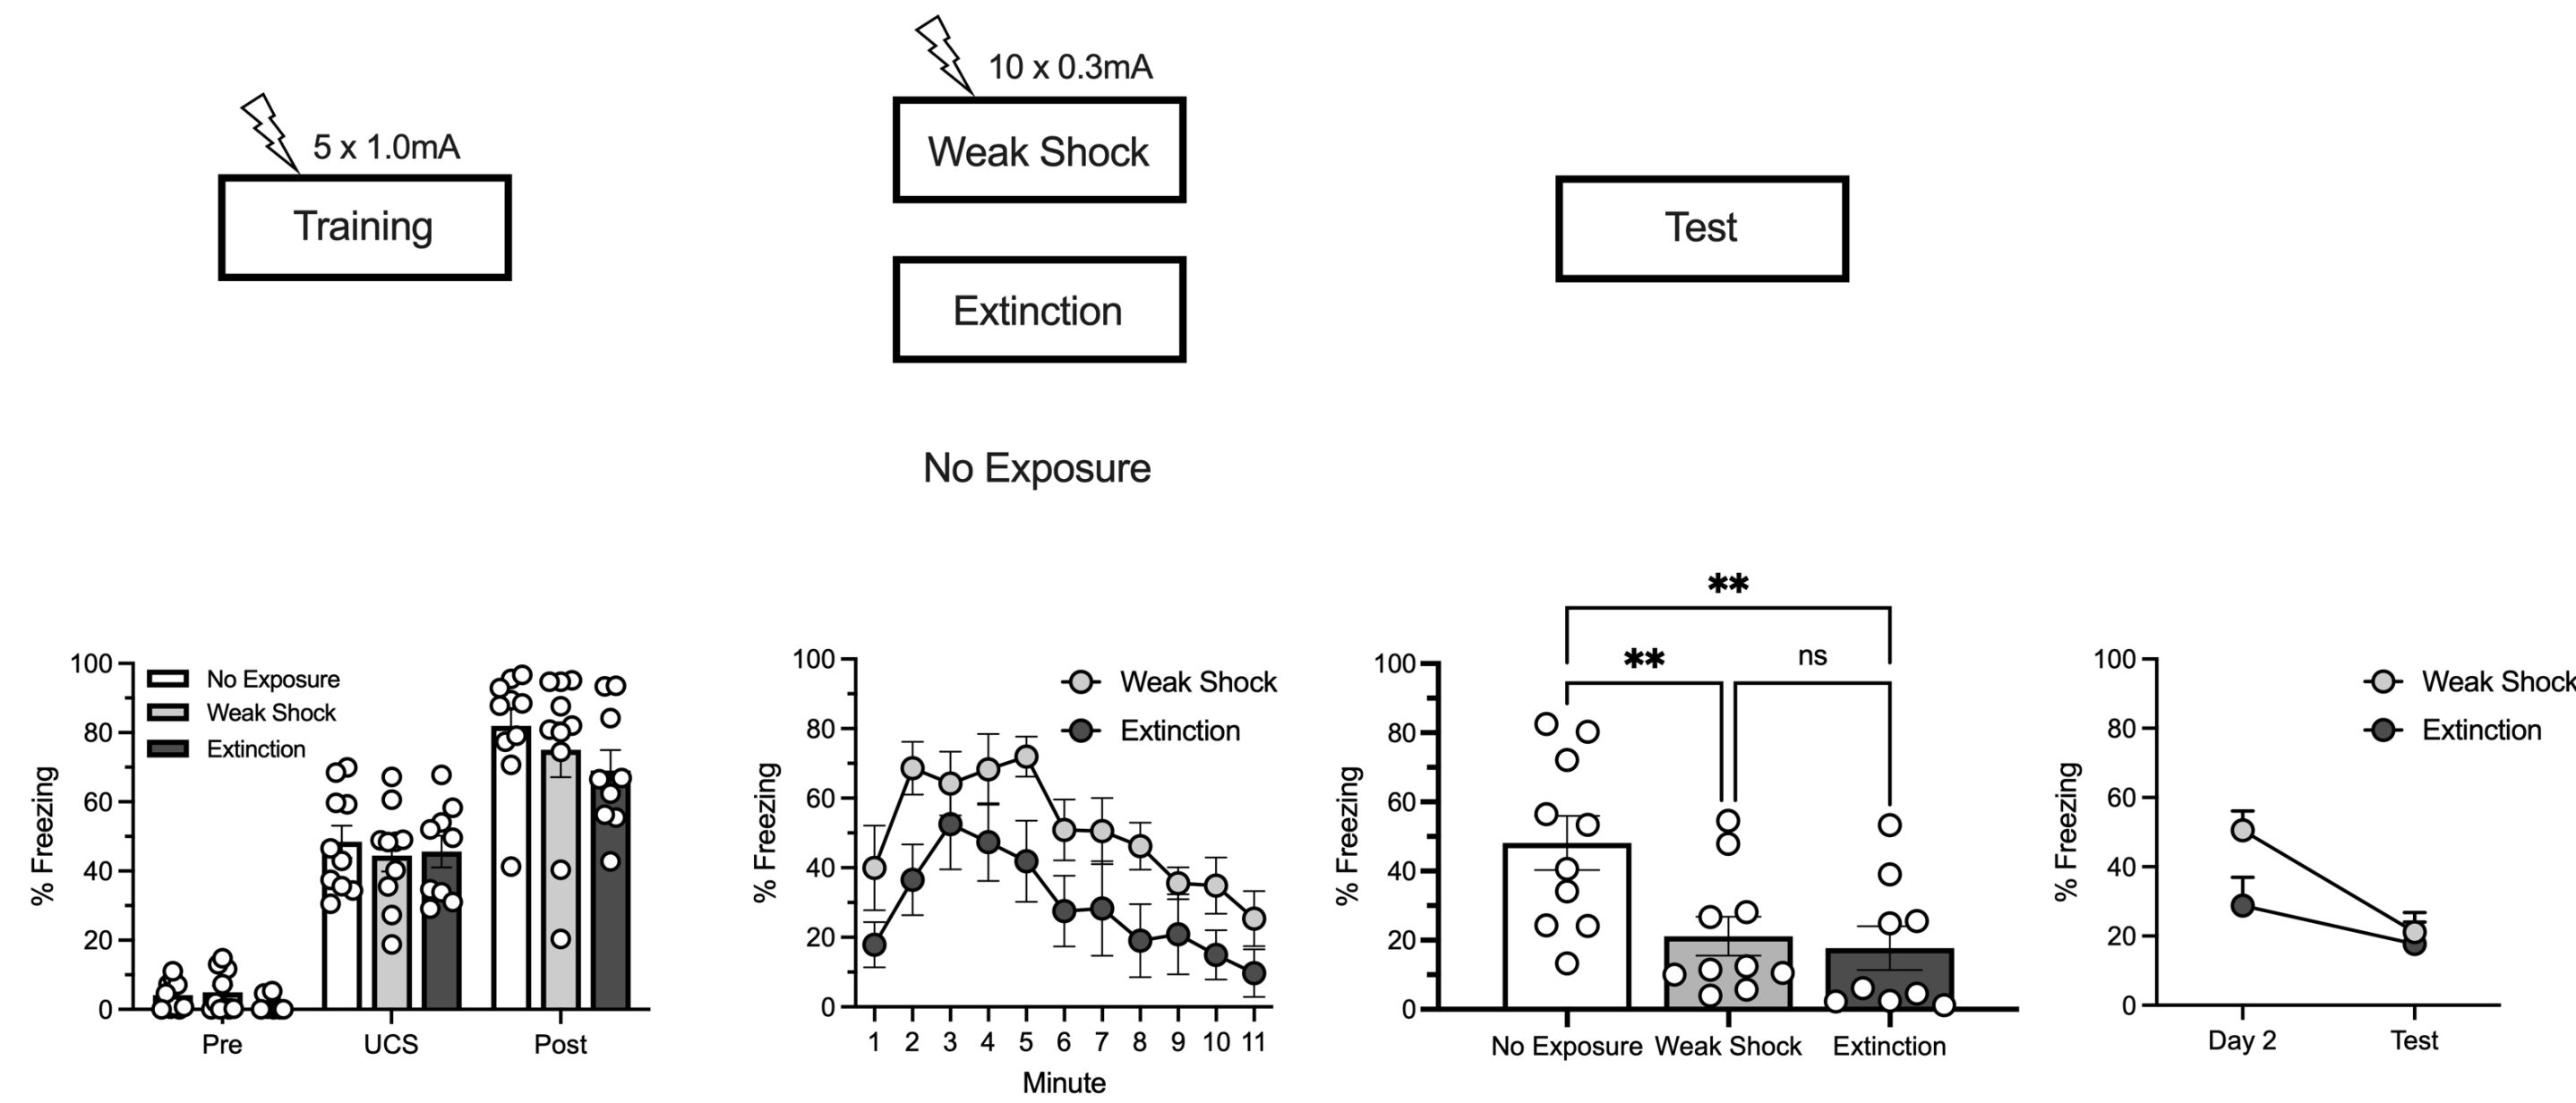 10 x 0.3mA
5 x 1.0mA
Weak Shock
Training
Test
Extinction
No Exposure
% Freezing
100
80
60
40
20
0
No Exposure
Weak Shock
Extinction
Pre
UCS
Post
% Freezing
100
80
60
40
20
0
Weak Shock
Extinction
1 2 3 4 5 6 7 8 9 10 11
Minute
% Freezing
100
80
60
40
20
0
**
**
ns
No Exposure
Weak Shock
Extinction
% Freezing
100
80
60
40
20
0
Weak Shock
Extinction
Day 2
Test